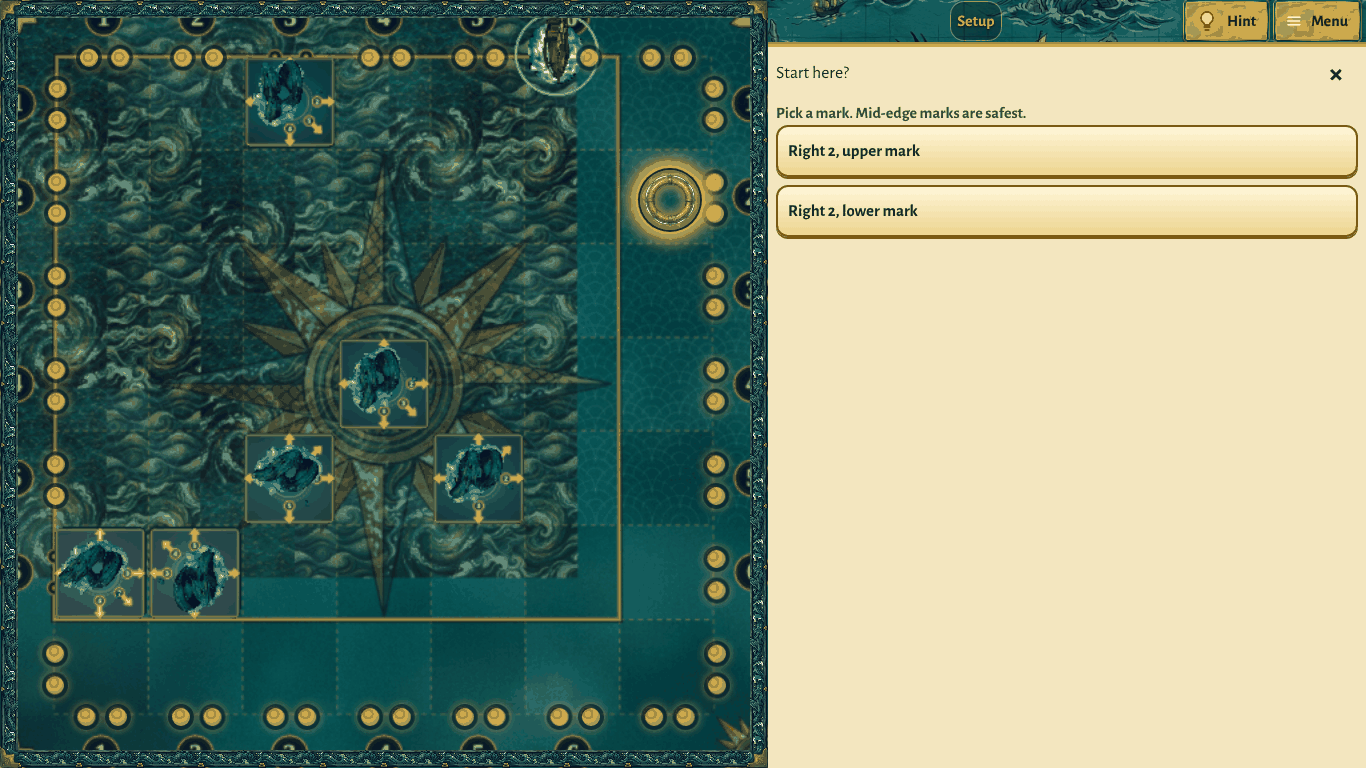 Setup
Hint
Menu
Start here?
Pick a mark. Mid-edge marks are safest.
Right 2, upper mark
Right 2, lower mark